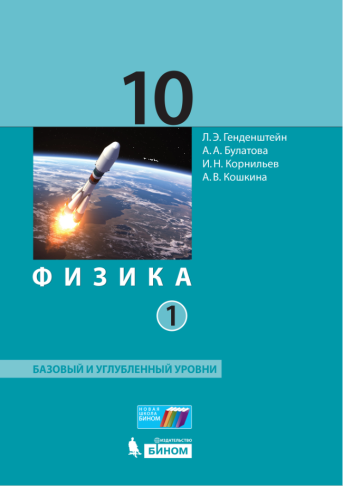 10
Л. Э. Генденштейн
А. А. Булатова
И. Н. Корнильев
А. В. Кошкина
ФИЗИКА
1
БАЗОВЫЙ И УГЛУБЛЕННЫЙ УРОВНИ
НОВАЯ
ШКОЛА
БИНОМ
ИЗДАТЕЛЬСТВО
БИНОМ